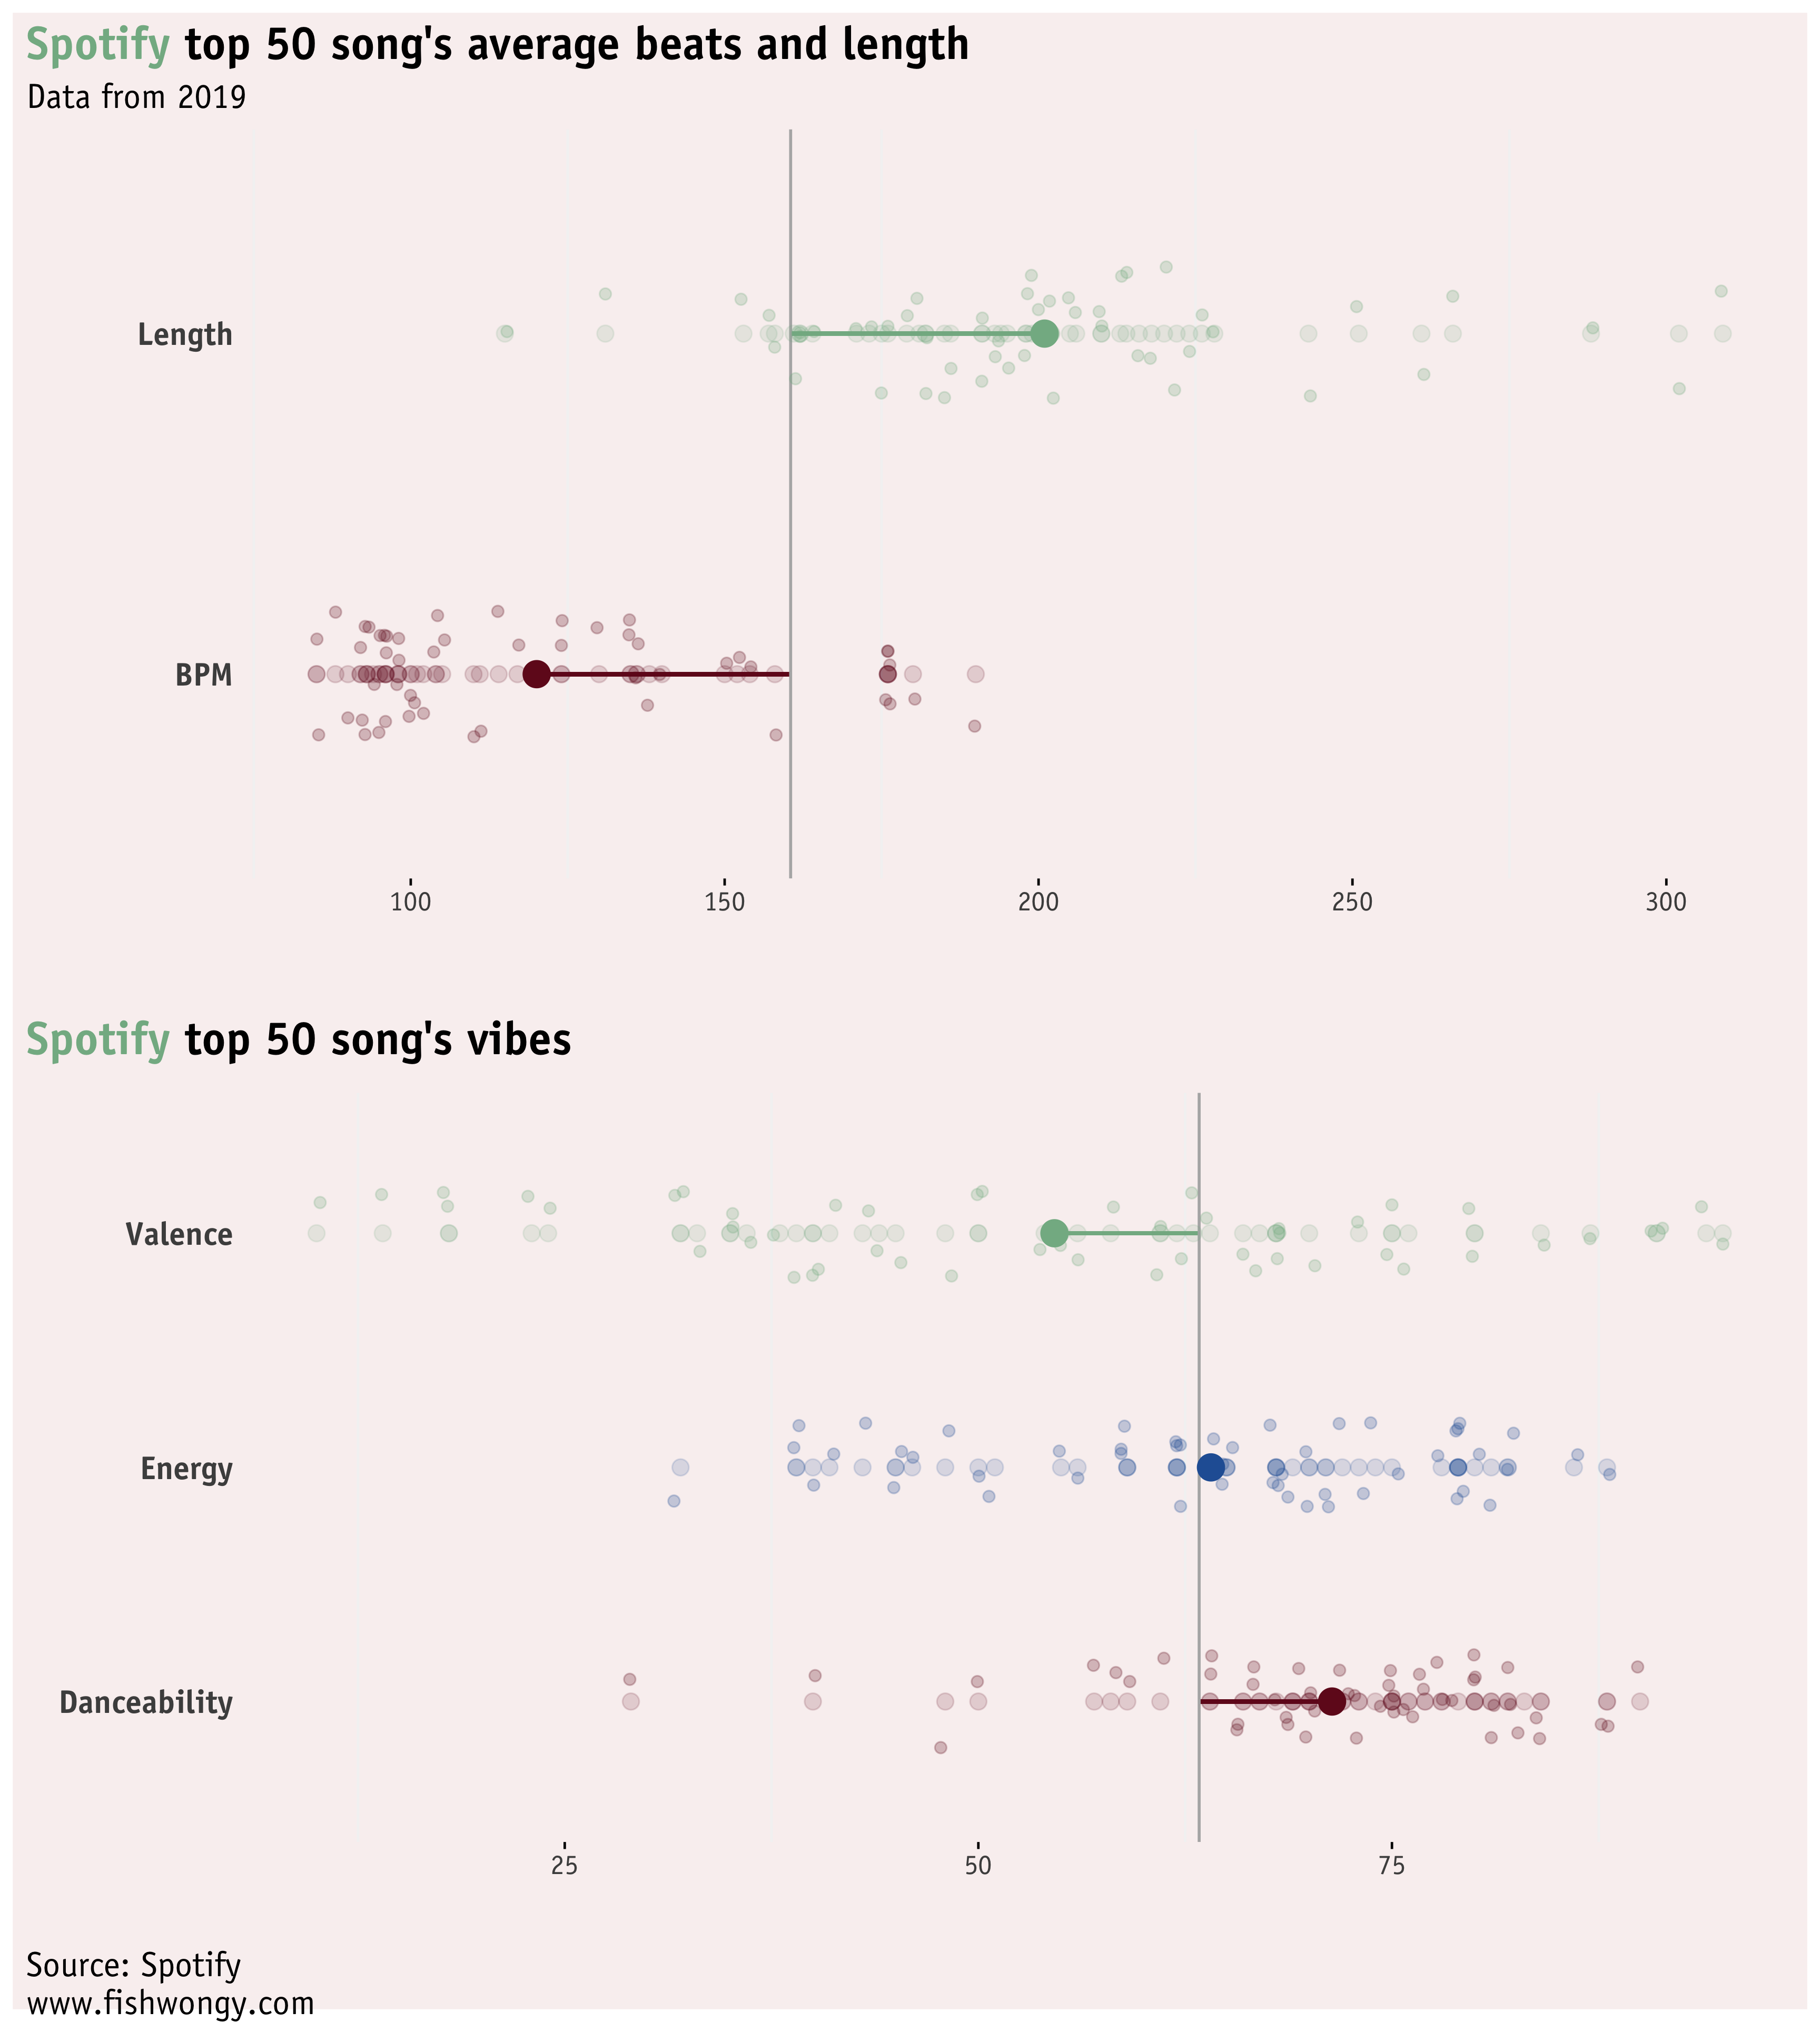 Spotify top 50 song's average beats and length
Data from 2019
Length
BPM
100 150 200 250 300
Spotify top 50 song's vibes
Valence
Energy
Danceability
25 50 75
Source: Spotify
www.fishwongy.com